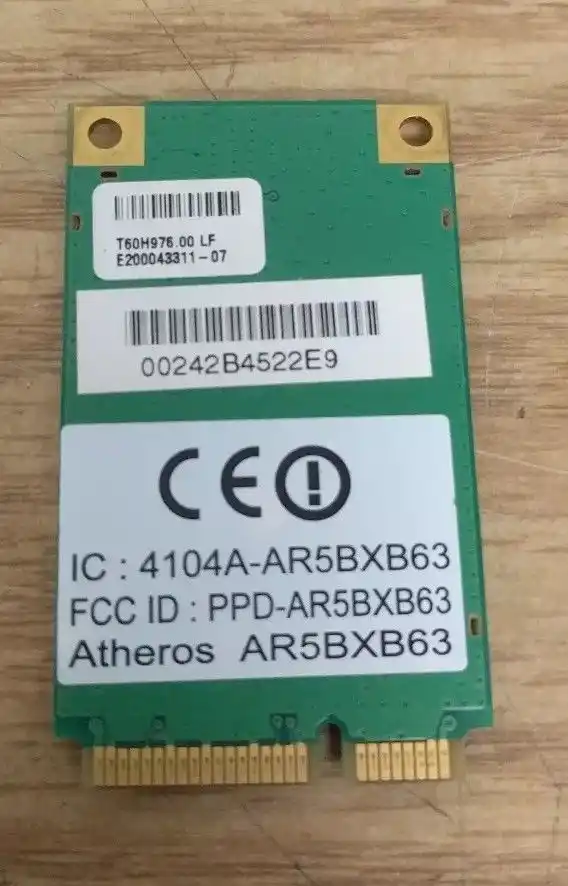 T60H976.00 LF
E200043311-07
00242B4522E9
CE
IC : 4104A-AR5BXB63
FCC ID : PPD-AR5BXB63
Atheros AR5BXB63